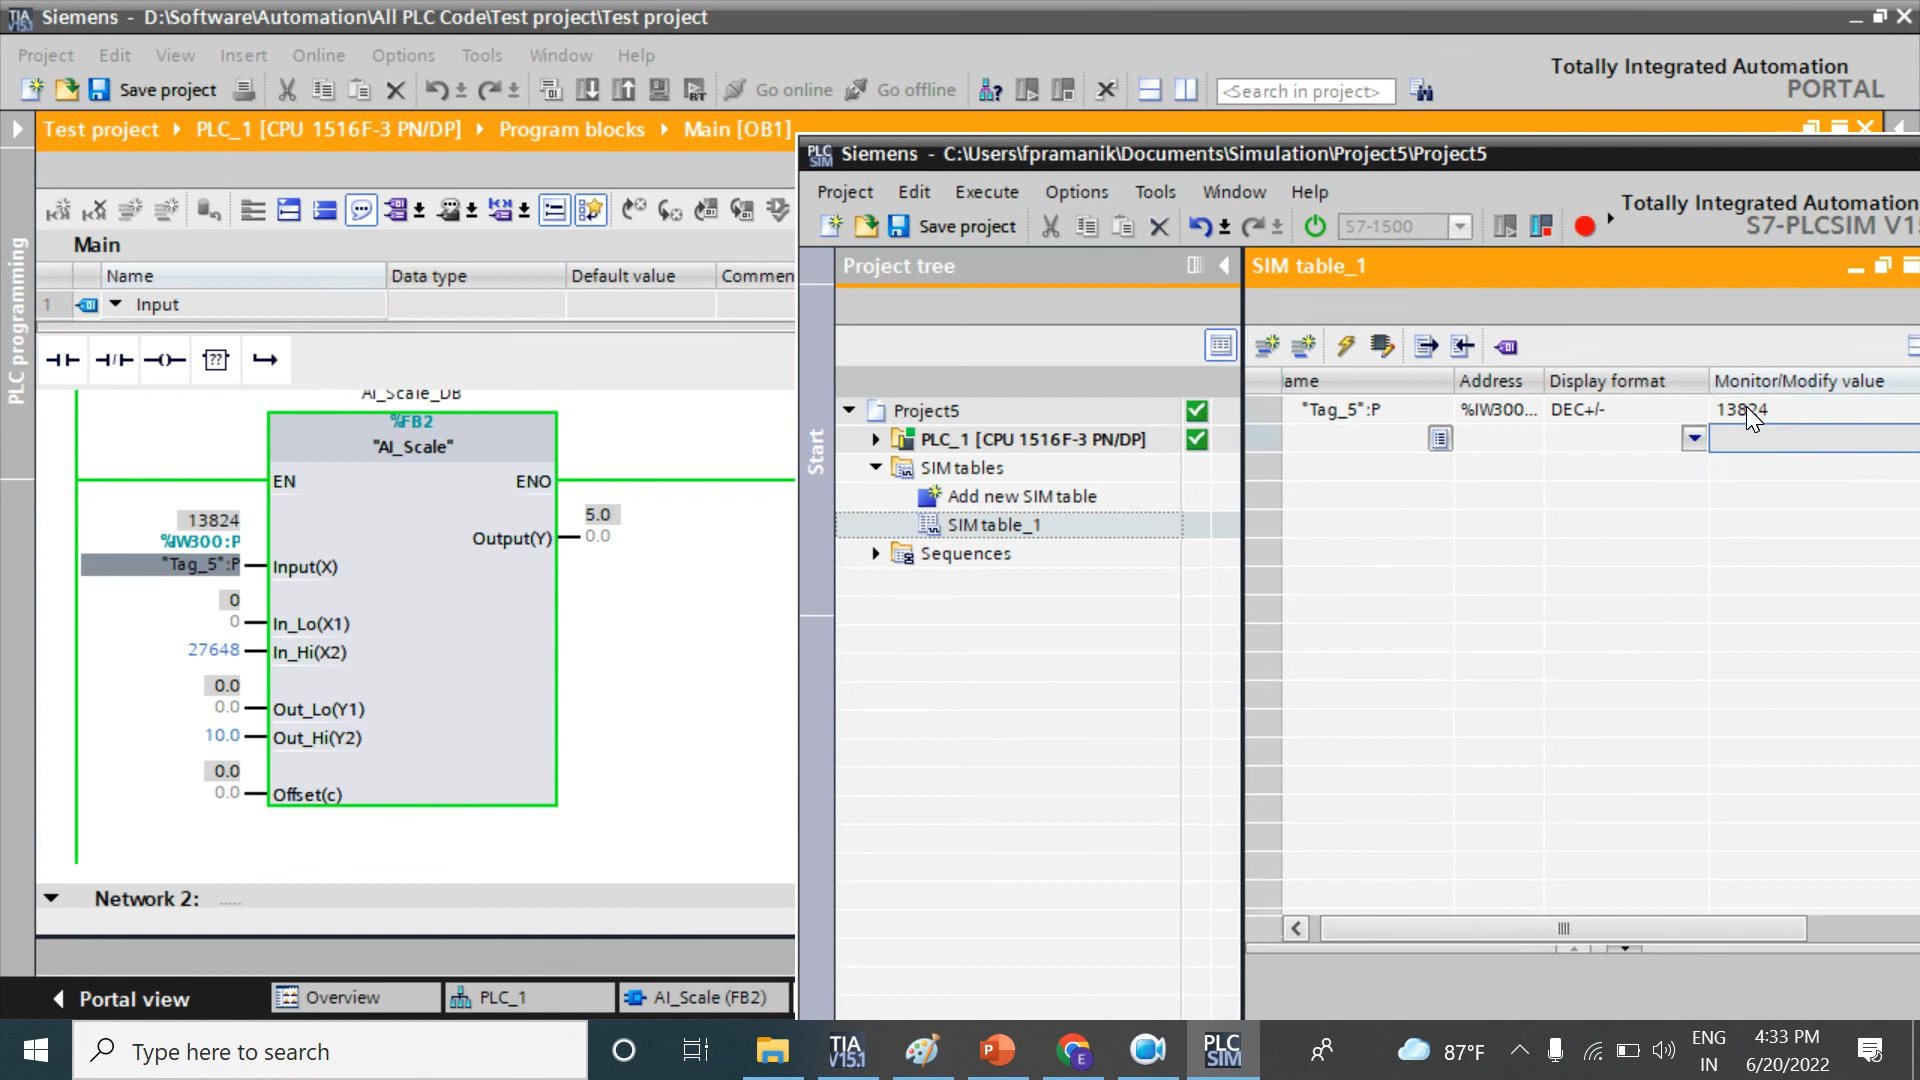 TIA V15.1 Siemens - D:\Software\Automation\All PLC Code\Test project\Test project
Project Edit View Insert Online Options Tools Window Help
Totally Integrated Automation
PORTAL
Save project Go online Go offline <Search in project>
Test project PLC_1 [CPU 1516F-3 PN/DP] Program blocks Main [OB1]
PLC programming
Main
Name Data type Default value Commen
1 Input
??
AI_Scale_DB
%FB2
"AI_Scale"
EN ENO
13824
%IW300:P
"Tag_5":P Input(X)
5.0
Output(Y) 0.0
0
0 In_Lo(X1)
27648 In_Hi(X2)
0.0
0.0 Out_Lo(Y1)
10.0 Out_Hi(Y2)
0.0
0.0 Offset(c)
Network 2: .....
Portal view Overview PLC_1 AI_Scale (FB2)
PLC SIM Siemens - C:\Users\fpramanik\Documents\Simulation\Project5\Project5
Project Edit Execute Options Tools Window Help
Totally Integrated Automation
S7-PLCSIM V1
Save project S7-1500
Start
Project tree
Project5
PLC_1 [CPU 1516F-3 PN/DP]
SIM tables
Add new SIM table
SIM table_1
Sequences
SIM table_1
ame Address Display format Monitor/Modify value
"Tag_5":P %IW300... DEC+/- 13824
Type here to search
TIA V15.1
P
E
PLC SIM
87°F
ENG
IN
4:33 PM
6/20/2022